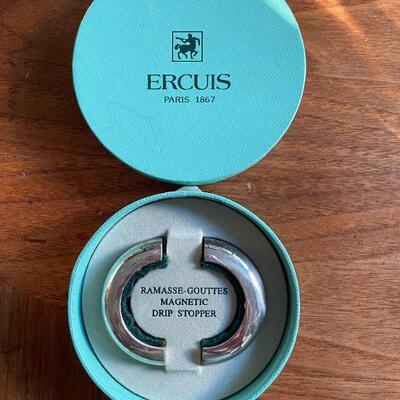 ERCUIS
PARIS 1867
RAMASSE-GOUTTES
MAGNETIC
DRIP STOPPER